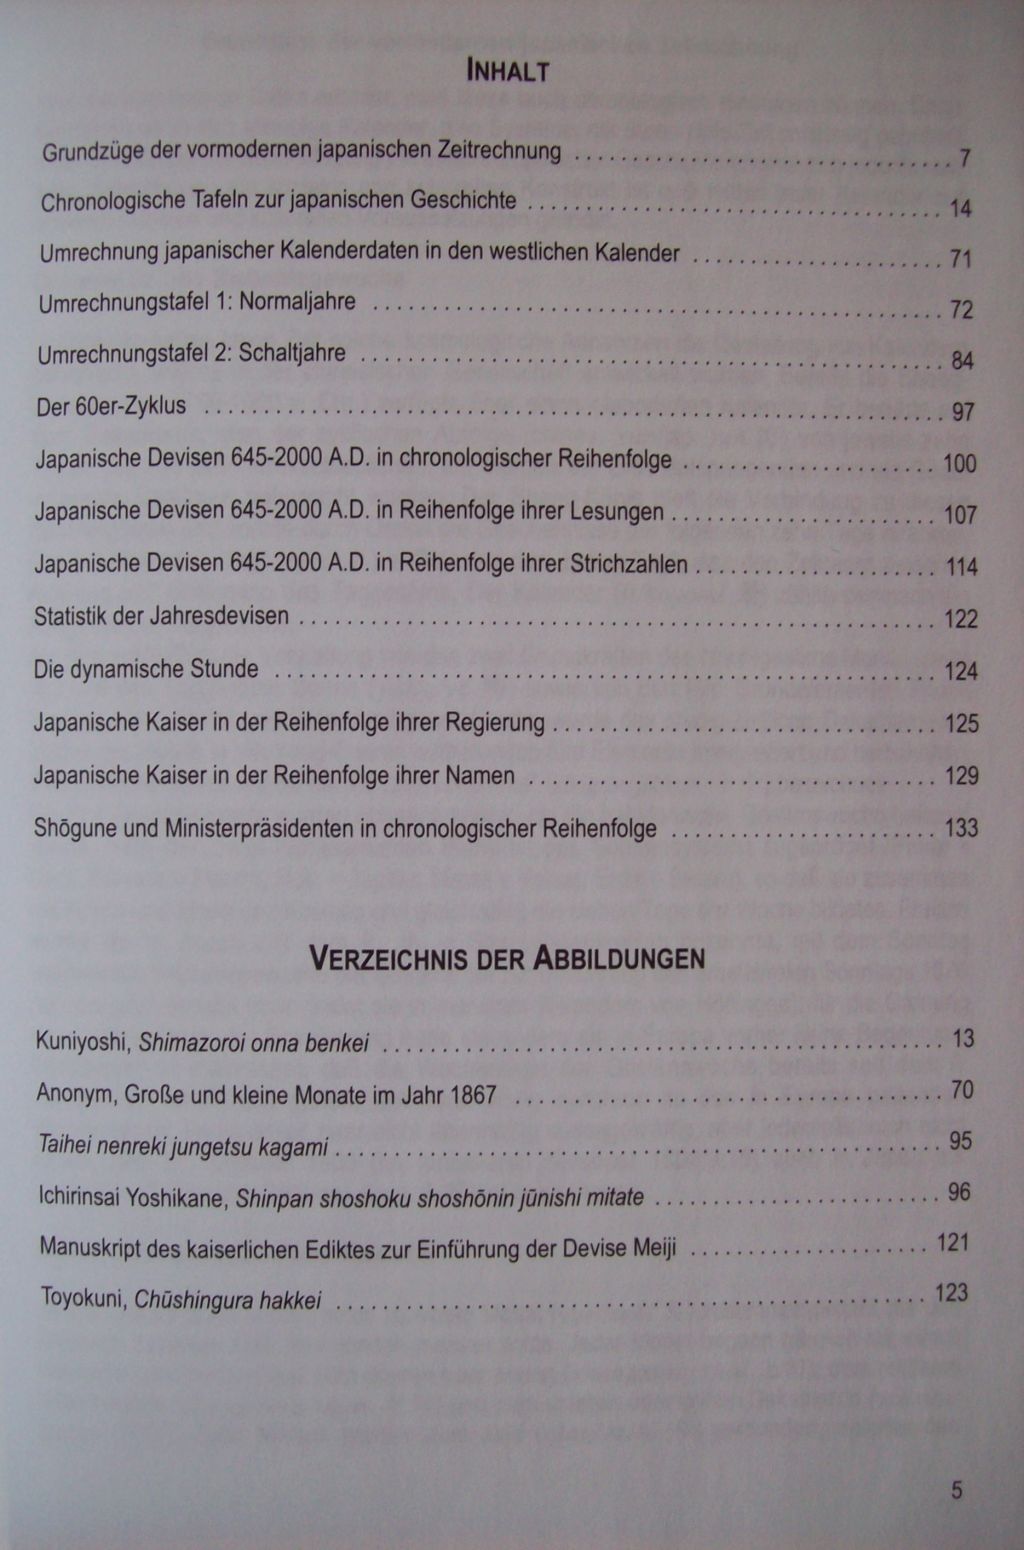 INHALT
Grundzüge der vormodernen japanischen Zeitrechnung . . . . . . . . . . . . . . . . . . . . . . . . . . 7
Chronologische Tafeln zur japanischen Geschichte . . . . . . . . . . . . . . . . . . . . . . . . . . . . 14
Umrechnung japanischer Kalenderdaten in den westlichen Kalender . . . . . . . . . . . . . . . . . 71
Umrechnungstafel 1: Normaljahre . . . . . . . . . . . . . . . . . . . . . . . . . . . . . . . . . . . . . . . 72
Umrechnungstafel 2: Schaltjahre . . . . . . . . . . . . . . . . . . . . . . . . . . . . . . . . . . . . . . . . 84
Der 60er-Zyklus . . . . . . . . . . . . . . . . . . . . . . . . . . . . . . . . . . . . . . . . . . . . . . . . . . . 97
Japanische Devisen 645-2000 A.D. in chronologischer Reihenfolge . . . . . . . . . . . . . . . . . . 100
Japanische Devisen 645-2000 A.D. in Reihenfolge ihrer Lesungen . . . . . . . . . . . . . . . . . . . 107
Japanische Devisen 645-2000 A.D. in Reihenfolge ihrer Strichzahlen . . . . . . . . . . . . . . . . . 114
Statistik der Jahresdevisen . . . . . . . . . . . . . . . . . . . . . . . . . . . . . . . . . . . . . . . . . . . . 122
Die dynamische Stunde . . . . . . . . . . . . . . . . . . . . . . . . . . . . . . . . . . . . . . . . . . . . . . 124
Japanische Kaiser in der Reihenfolge ihrer Regierung . . . . . . . . . . . . . . . . . . . . . . . . . . . 125
Japanische Kaiser in der Reihenfolge ihrer Namen . . . . . . . . . . . . . . . . . . . . . . . . . . . . 129
Shōgune und Ministerpräsidenten in chronologischer Reihenfolge . . . . . . . . . . . . . . . . . . . 133
VERZEICHNIS DER ABBILDUNGEN
Kuniyoshi, Shimazoroi onna benkei . . . . . . . . . . . . . . . . . . . . . . . . . . . . . . . . . . . . . . . 13
Anonym, Große und kleine Monate im Jahr 1867 . . . . . . . . . . . . . . . . . . . . . . . . . . . . . . 70
Taihei nenreki jungetsu kagami . . . . . . . . . . . . . . . . . . . . . . . . . . . . . . . . . . . . . . . . . . 95
Ichirinsai Yoshikane, Shinpan shoshoku shoshōnin jūnishi mitate . . . . . . . . . . . . . . . . . . . . 96
Manuskript des kaiserlichen Ediktes zur Einführung der Devise Meiji . . . . . . . . . . . . . . . . . 121
Toyokuni, Chūshingura hakkei . . . . . . . . . . . . . . . . . . . . . . . . . . . . . . . . . . . . . . . . . 123
5